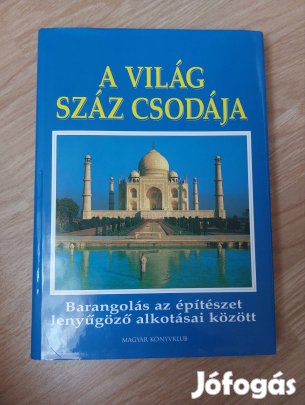 A VILÁG
SZÁZ CSODÁJA
Barangolás az építészet
lenyűgöző alkotásai között
MAGYAR KÖNYVKLUB
Jófogás